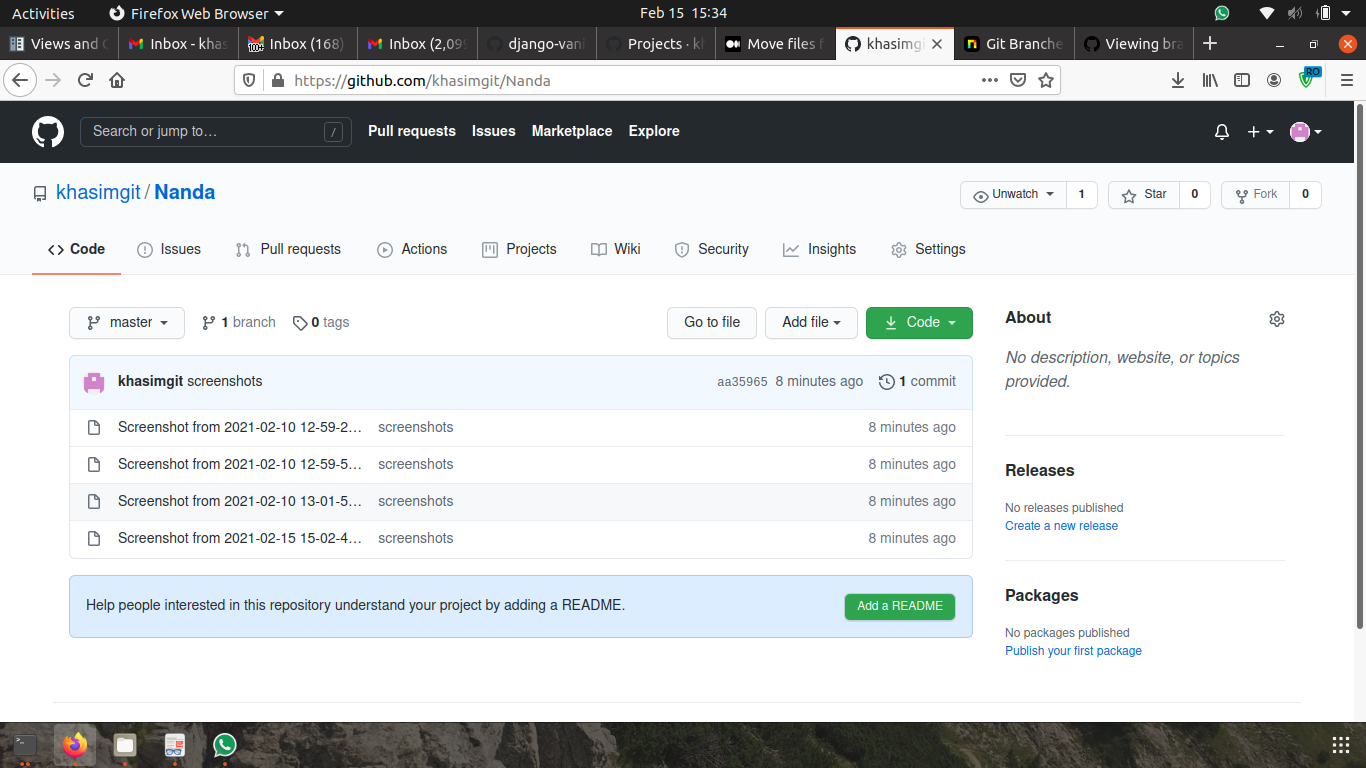 Activities Firefox Web Browser Feb 15 15:34
Views and Inbox - khas Inbox (168) Inbox (2,099 django-vani Projects · kh Move files f khasimgi Git Branche Viewing bra
https://github.com/khasimgit/Nanda RO
Search or jump to… / Pull requests Issues Marketplace Explore
khasimgit / Nanda Unwatch 1 Star 0 Fork 0
Code Issues Pull requests Actions Projects Wiki Security Insights Settings
master 1 branch 0 tags Go to file Add file Code
khasimgit screenshots aa35965 8 minutes ago 1 commit
Screenshot from 2021-02-10 12-59-2… screenshots 8 minutes ago
Screenshot from 2021-02-10 12-59-5… screenshots 8 minutes ago
Screenshot from 2021-02-10 13-01-5… screenshots 8 minutes ago
Screenshot from 2021-02-15 15-02-4… screenshots 8 minutes ago
Help people interested in this repository understand your project by adding a README. Add a README
About
No description, website, or topics
provided.
Releases
No releases published
Create a new release
Packages
No packages published
Publish your first package